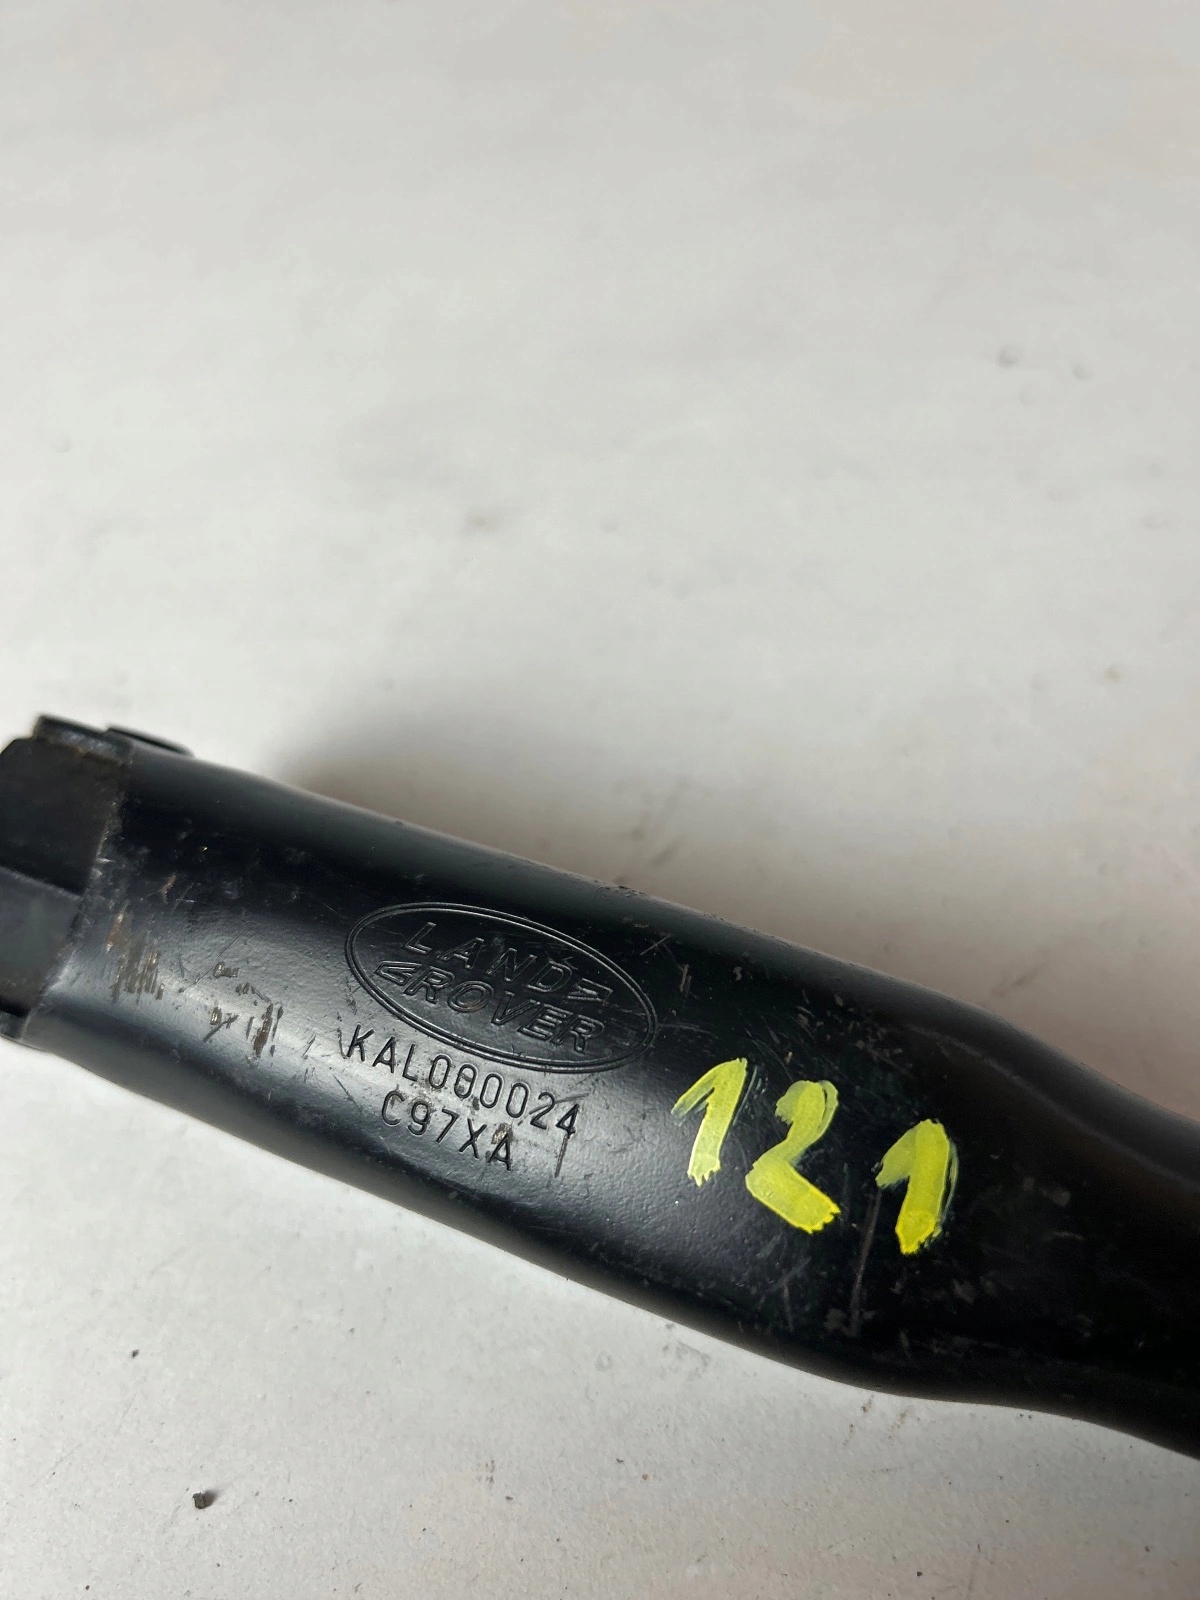 LAND
ROVER
KAL000024
C97XA
121